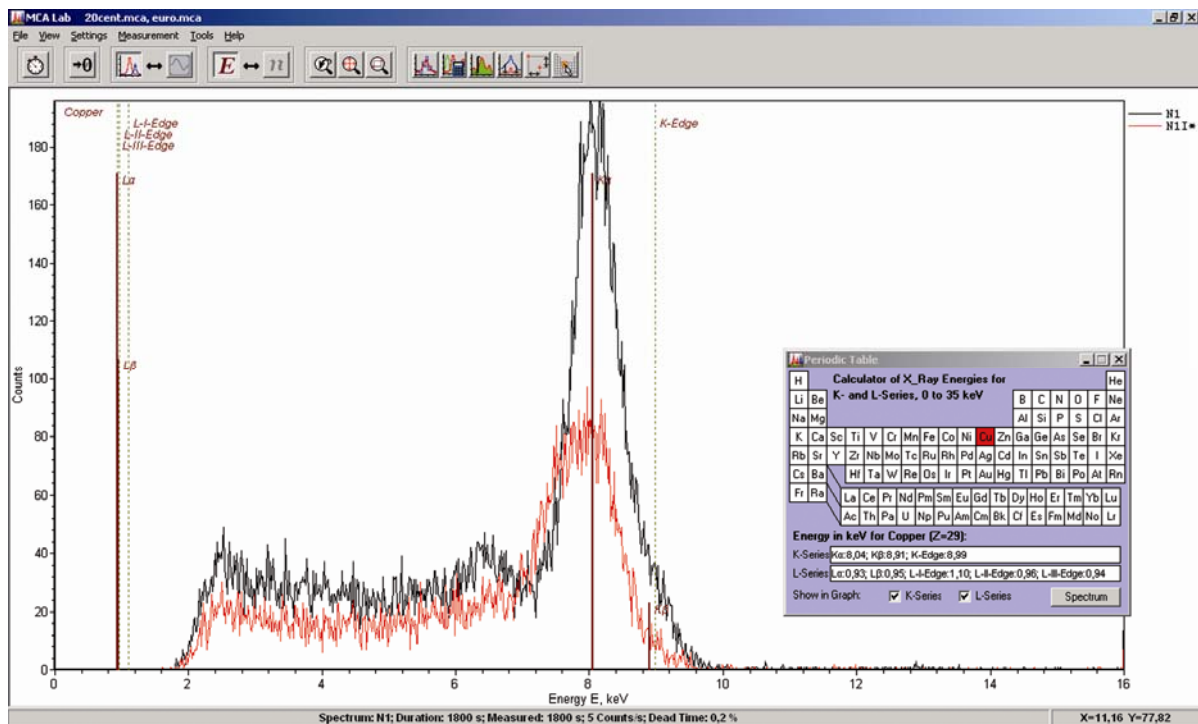 MCA Lab 20cent.mca, euro.mca
File View Settings Measurement Tools Help
→0 E n
Copper
L-I-Edge
L-II-Edge
L-III-Edge
Lα
Lβ
Kα
K-Edge
N1
N1I*
180
160
140
120
100
80
60
40
20
0
Counts
0 2 4 6 8 10 12 14 16
Energy E, keV
Periodic Table
Calculator of X_Ray Energies for
K- and L-Series, 0 to 35 keV
H He
Li Be B C N O F Ne
Na Mg Al Si P S Cl Ar
K Ca Sc Ti V Cr Mn Fe Co Ni Cu Zn Ga Ge As Se Br Kr
Rb Sr Y Zr Nb Mo Tc Ru Rh Pd Ag Cd In Sn Sb Te I Xe
Cs Ba Hf Ta W Re Os Ir Pt Au Hg Tl Pb Bi Po At Rn
Fr Ra
La Ce Pr Nd Pm Sm Eu Gd Tb Dy Ho Er Tm Yb Lu
Ac Th Pa U Np Pu Am Cm Bk Cf Es Fm Md No Lr
Energy in keV for Copper (Z=29):
K-Series Kα:8,04; Kβ:8,91; K-Edge:8,99
L-Series Lα:0,93; Lβ:0,95; L-I-Edge:1,10; L-II-Edge:0,96; L-III-Edge:0,94
Show in Graph: K-Series L-Series Spectrum
Spectrum: N1; Duration: 1800 s; Measured: 1800 s; 5 Counts/s; Dead Time: 0,2 %
X=11,16 Y=77,82